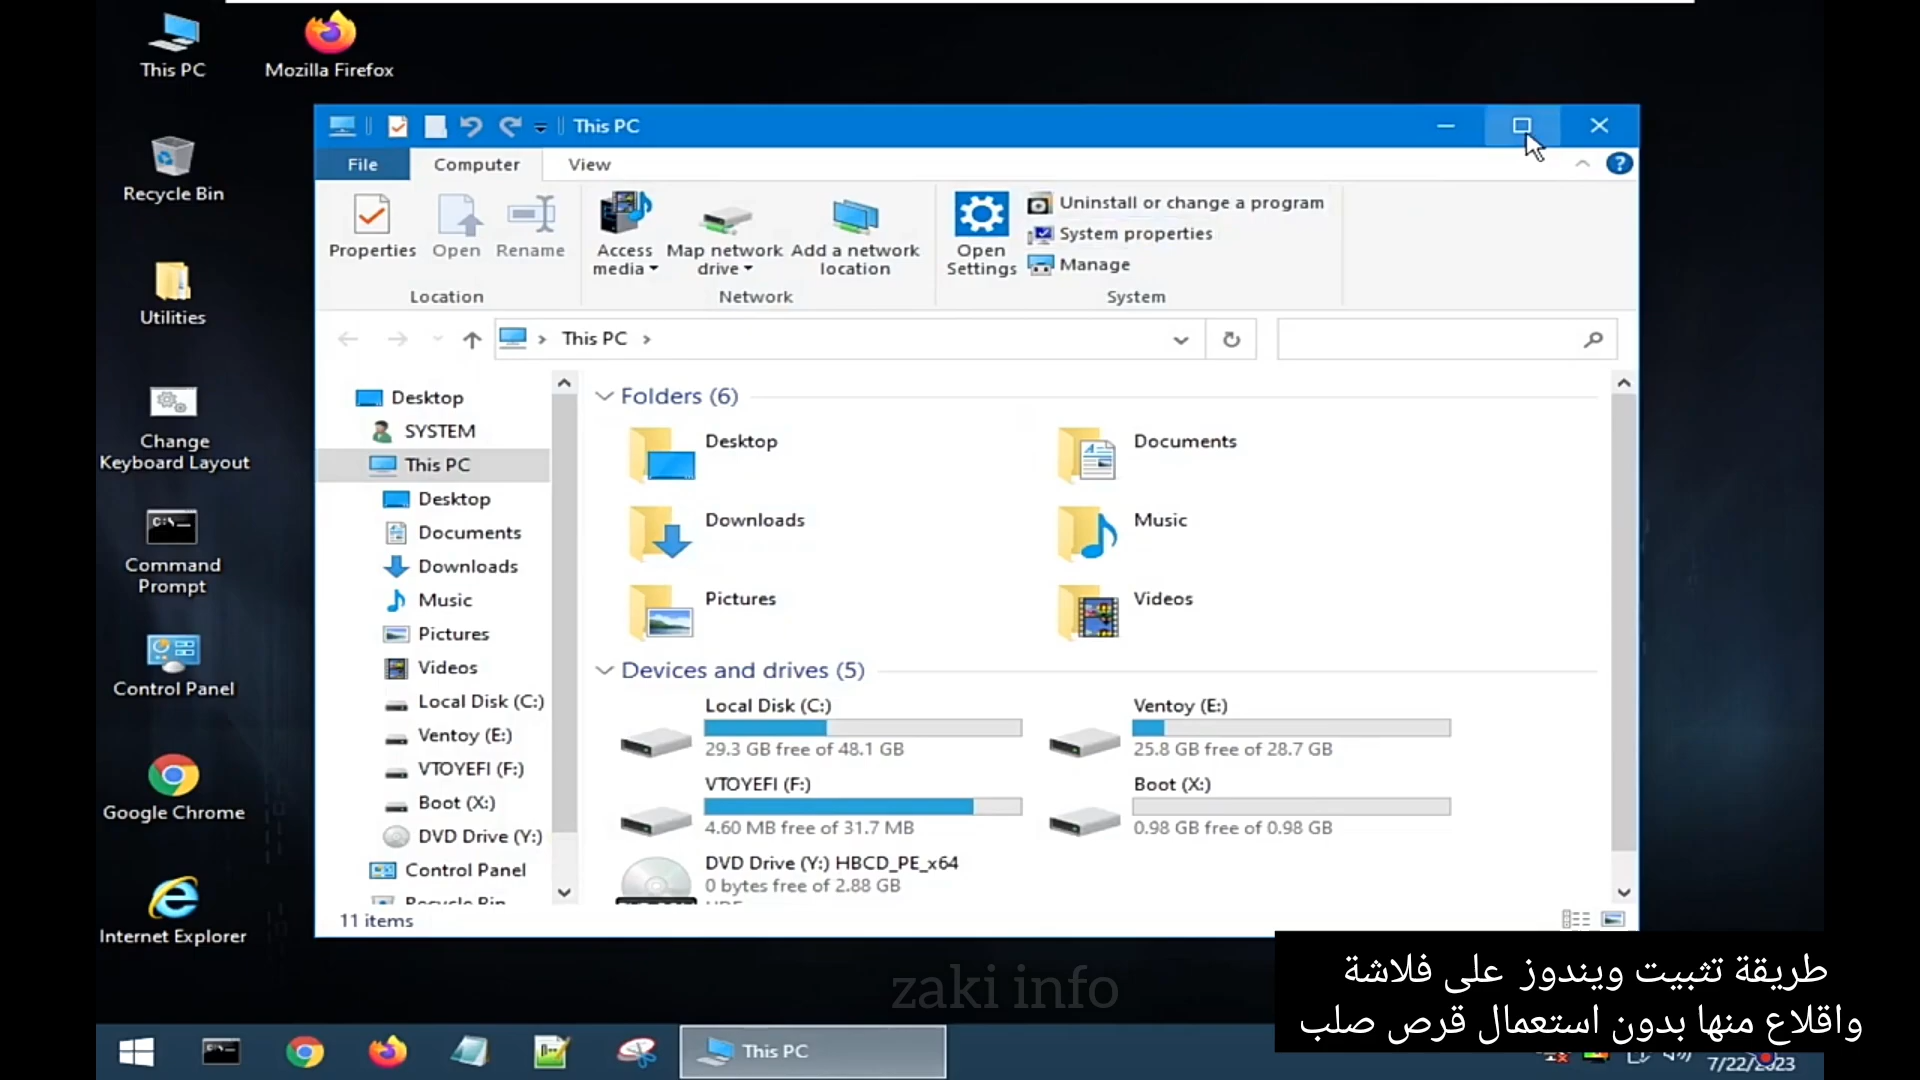 This PC
Mozilla Firefox
Recycle Bin
Utilities
Change
Keyboard Layout
Command
Prompt
Control Panel
Google Chrome
Internet Explorer
This PC
File
Computer
View
Properties
Open
Rename
Location
Access
media
Map network
drive
Add a network
location
Network
Open
Settings
Uninstall or change a program
System properties
Manage
System
This PC
Desktop
SYSTEM
This PC
Desktop
Documents
Downloads
Music
Pictures
Videos
Local Disk (C:)
Ventoy (E:)
VTOYEFI (F:)
Boot (X:)
DVD Drive (Y:)
Control Panel
Recycle Bin
Folders (6)
Desktop
Documents
Downloads
Music
Pictures
Videos
Devices and drives (5)
Local Disk (C:)
29.3 GB free of 48.1 GB
Ventoy (E:)
25.8 GB free of 28.7 GB
VTOYEFI (F:)
4.60 MB free of 31.7 MB
Boot (X:)
0.98 GB free of 0.98 GB
DVD Drive (Y:) HBCD_PE_x64
0 bytes free of 2.88 GB
11 items
zaki info
طريقة تثبيت ويندوز على فلاشة
واقلاع منها بدون استعمال قرص صلب
This PC
7/22/2023